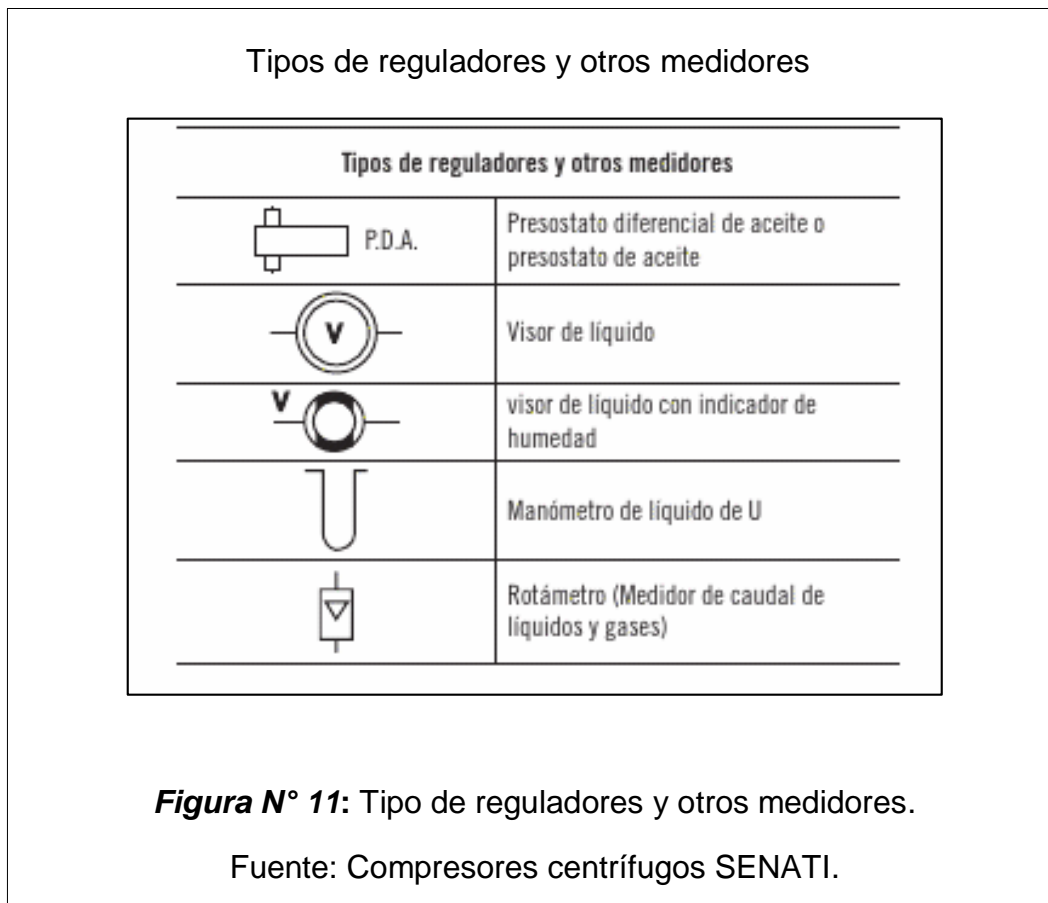 Tipos de reguladores y otros medidores
Tipos de reguladores y otros medidores
P.D.A.
Presostato diferencial de aceite o
presostato de aceite
V
Visor de líquido
V
visor de líquido con indicador de
humedad
Manómetro de líquido de U
Rotámetro (Medidor de caudal de
líquidos y gases)
Figura N° 11: Tipo de reguladores y otros medidores.
Fuente: Compresores centrífugos SENATI.